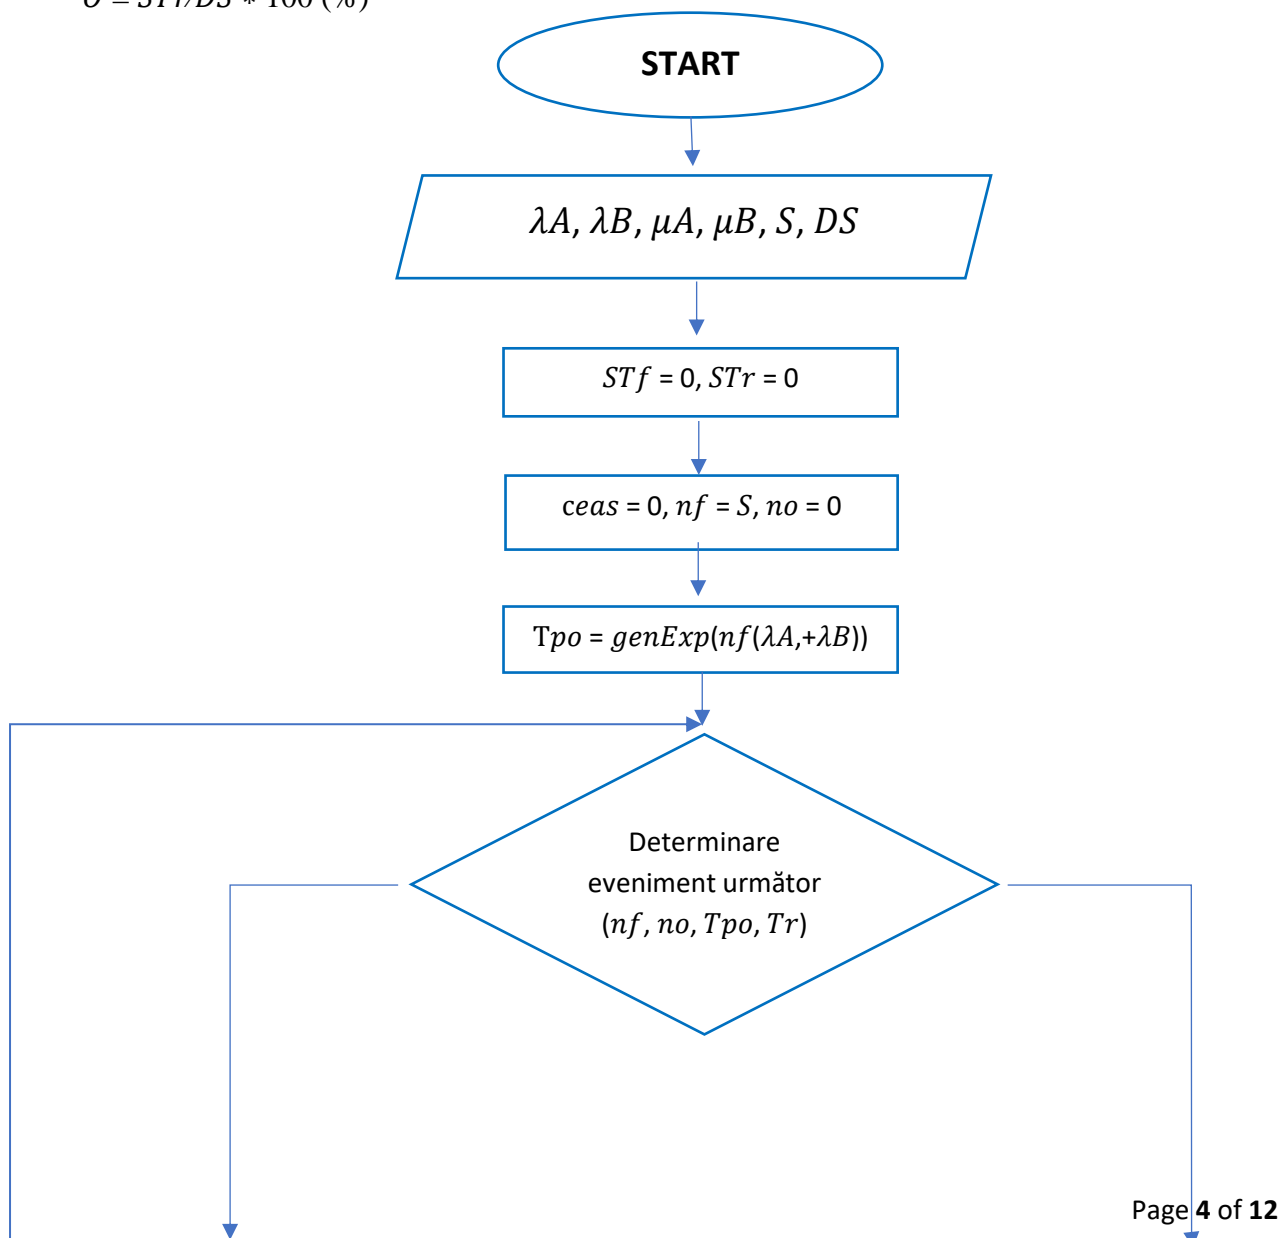 = * 100 (%)
START
λA, λB, μA, μB, S, DS
STf = 0, STr = 0
ceas = 0, nf = S, no = 0
Tpo = genExp(nf(λA,+λB))
Determinare
eveniment următor
(nf, no, Tpo, Tr)
Page 4 of 12